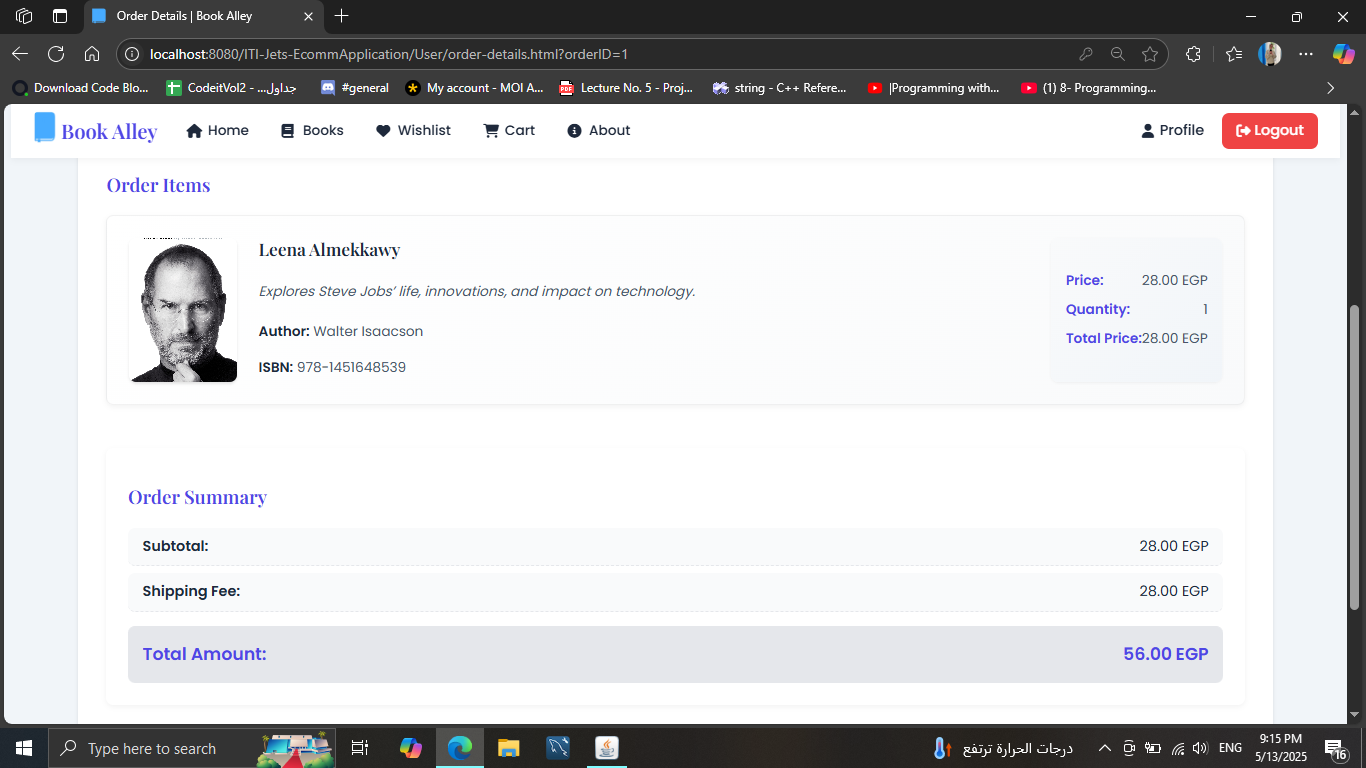 Order Details | Book Alley
localhost:8080/ITI-Jets-EcommApplication/User/order-details.html?orderID=1
Download Code Blo...
CodeitVol2 - ...جداول
#general
My account - MOI A...
PDF
Lecture No. 5 - Proj...
string - C++ Refere...
|Programming with...
(1) 8- Programming...
Book Alley
Home
Books
Wishlist
Cart
About
Profile
Logout
Order Items
Leena Almekkawy
Explores Steve Jobs’ life, innovations, and impact on technology.
Author: Walter Isaacson
ISBN: 978-1451648539
Price: 28.00 EGP
Quantity: 1
Total Price:28.00 EGP
Order Summary
Subtotal: 28.00 EGP
Shipping Fee: 28.00 EGP
Total Amount: 56.00 EGP
Type here to search
درجات الحرارة ترتفع
ENG
9:15 PM
5/13/2025
16